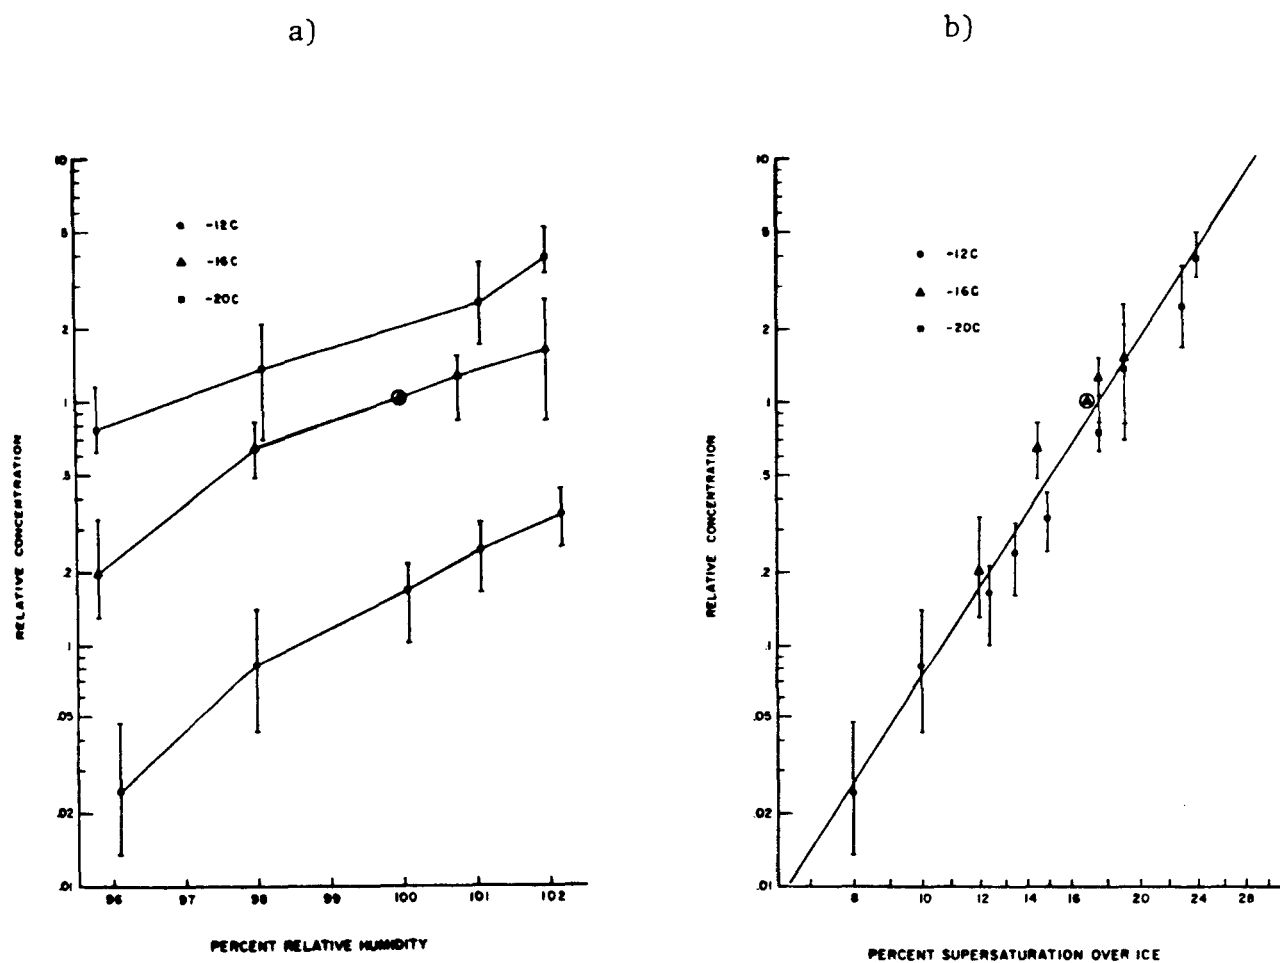 a)
10
5
2
1
.5
.2
.1
.05
.02
.01
-12C
-16C
-20C
96 97 98 99 100 101 102
RELATIVE CONCENTRATION
PERCENT RELATIVE HUMIDITY
b)
10
5
2
1
.5
.2
.1
.05
.02
.01
-12C
-16C
-20C
8 10 12 14 16 20 24 28
RELATIVE CONCENTRATION
PERCENT SUPERSATURATION OVER ICE